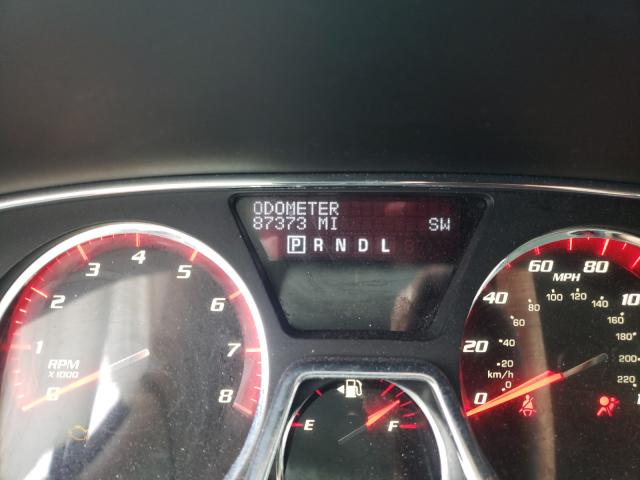 ODOMETER
87373 MI SW
P R N D L
0 1 2 3 4 5 6 7 8
RPM
X1000
E F
0 20 40 60 80
MPH
0 20 40 60 80 100 120 140 160 180 200 220
km/h